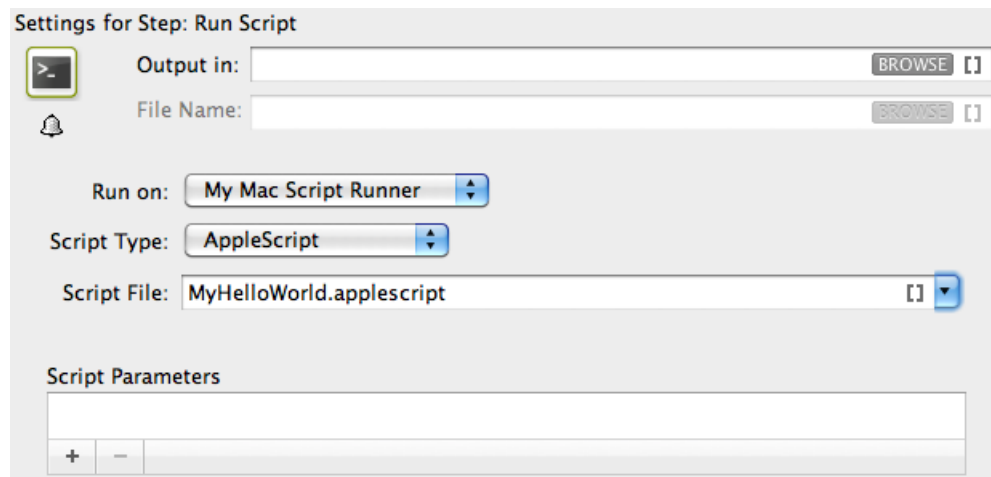 Settings for Step: Run Script
Output in: BROWSE []
File Name: BROWSE []
Run on: My Mac Script Runner
Script Type: AppleScript
Script File: MyHelloWorld.applescript []
Script Parameters
+ −